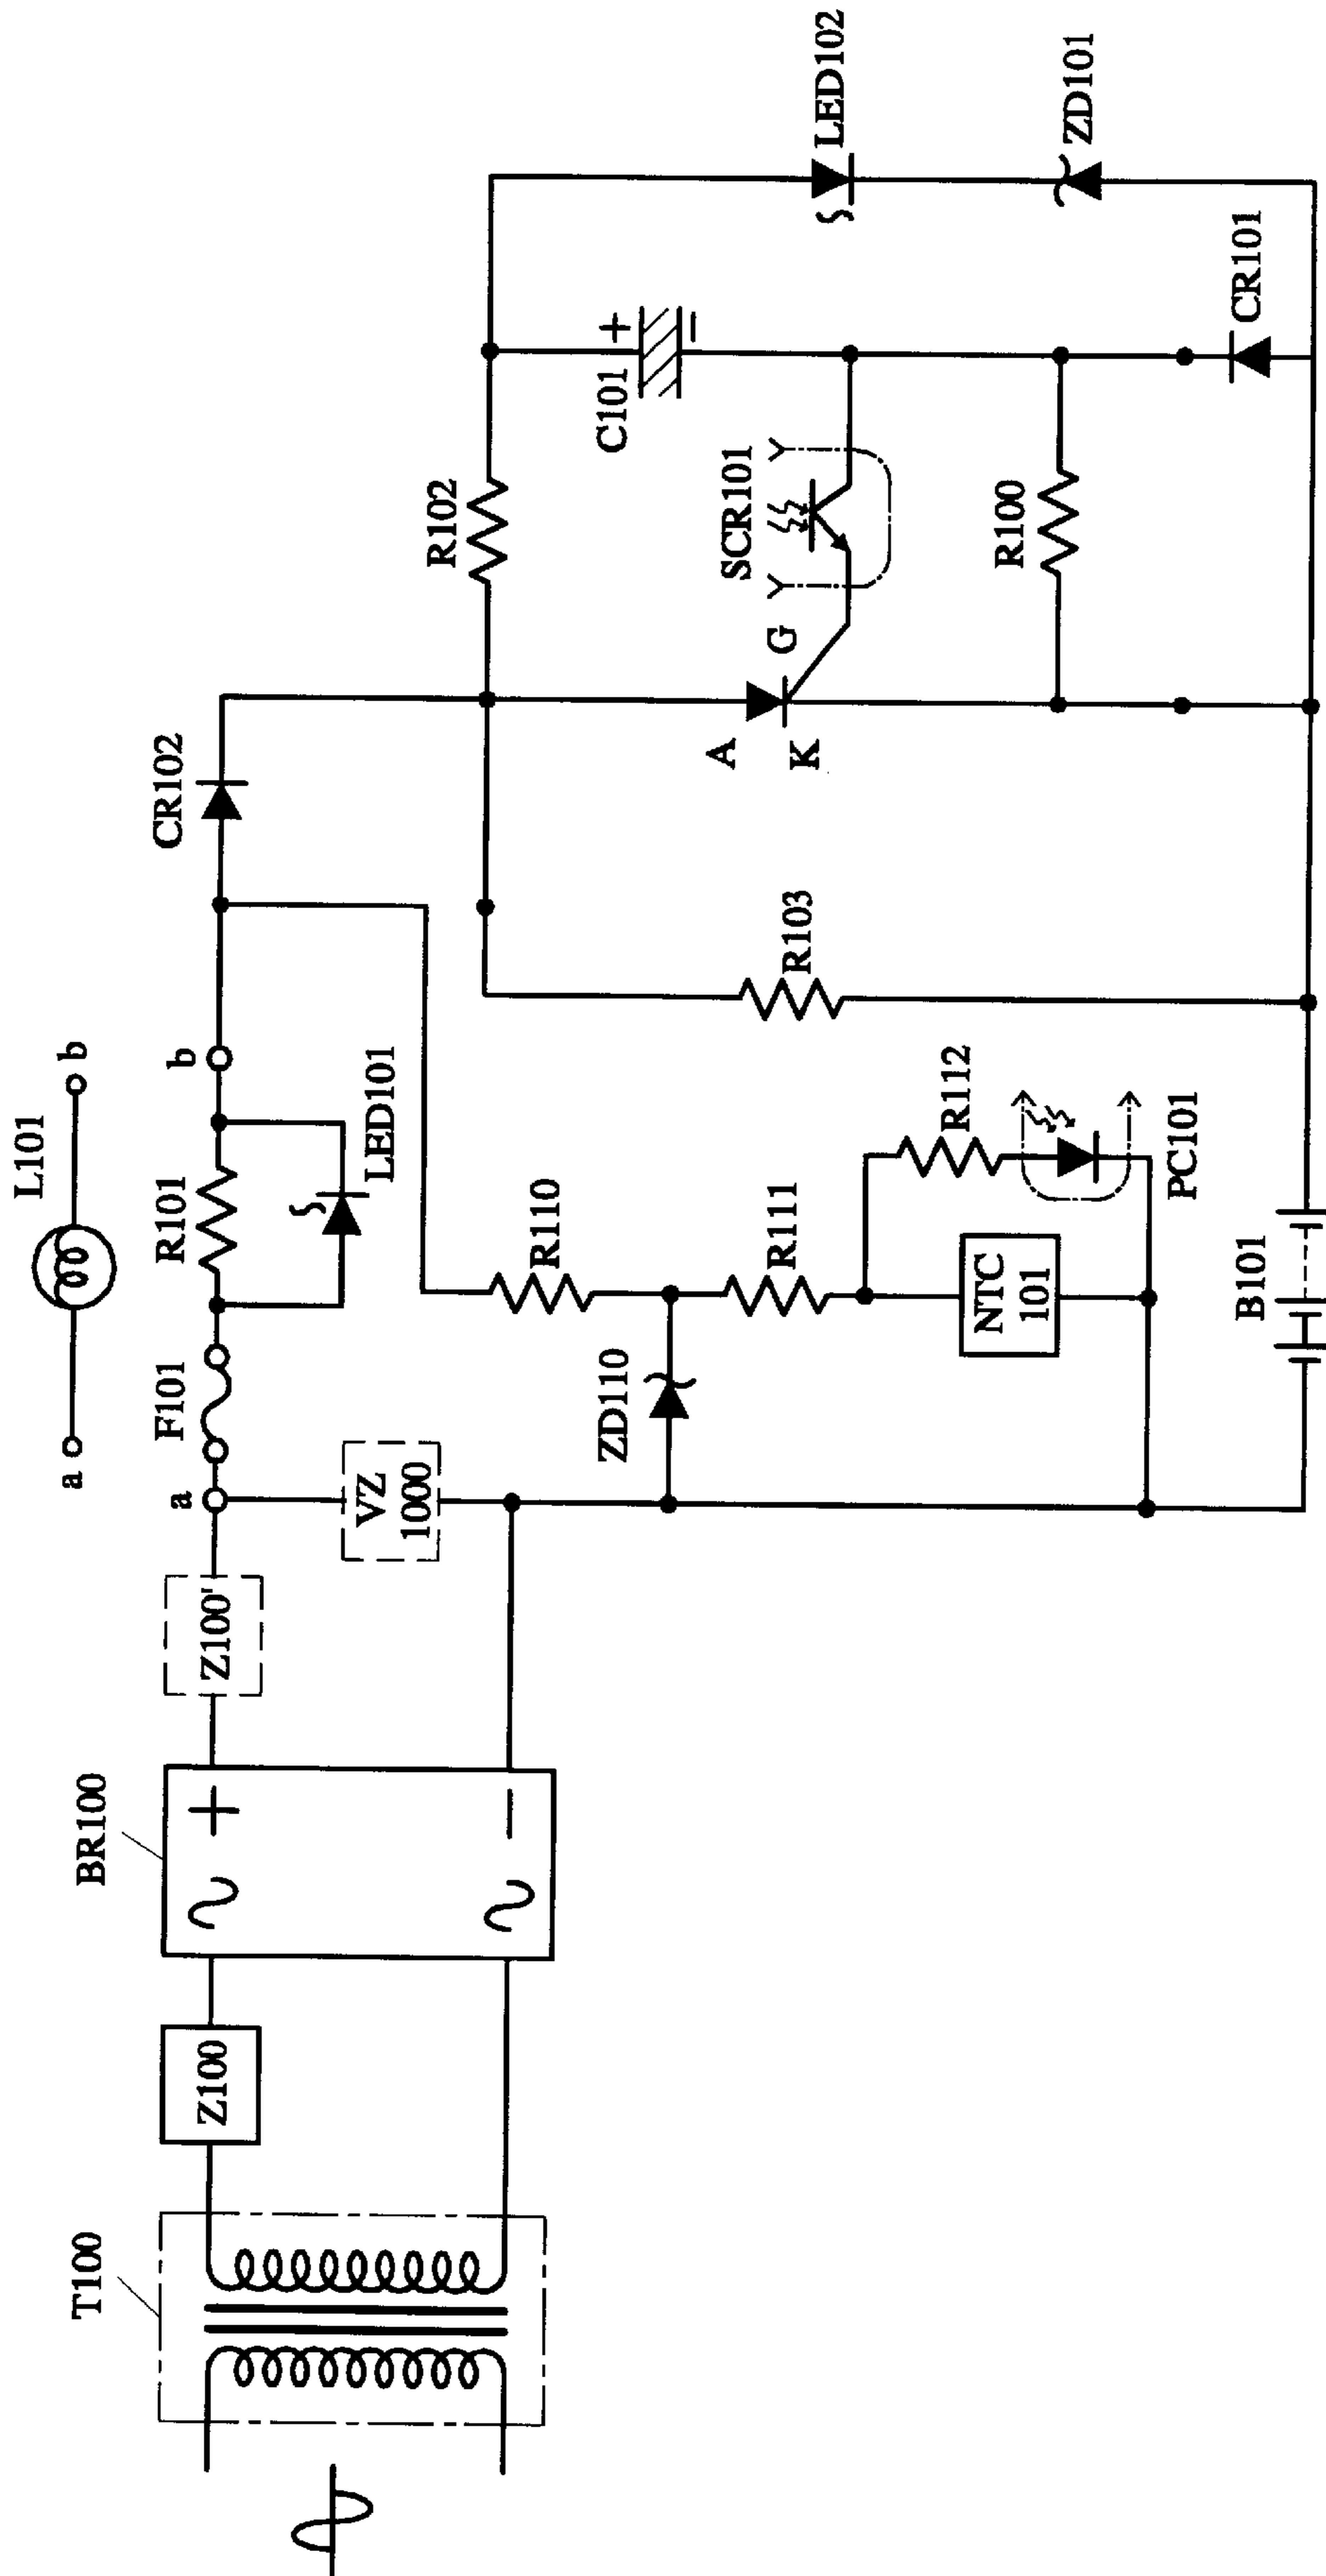 L101
a
b
T100
Z100
BR100
+
−
Z100'
a
F101
R101
b
CR102
LED101
VZ
1000
R110
ZD110
R111
R112
NTC
101
PC101
B101
R103
R102
A
K
G
SCR101
R100
C101
+
−
CR101
LED102
ZD101